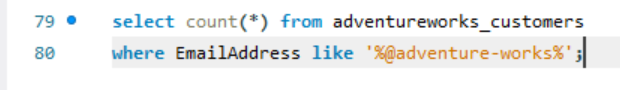 79 select count(*) from adventureworks_customers
80 where EmailAddress like '%@adventure-works%';